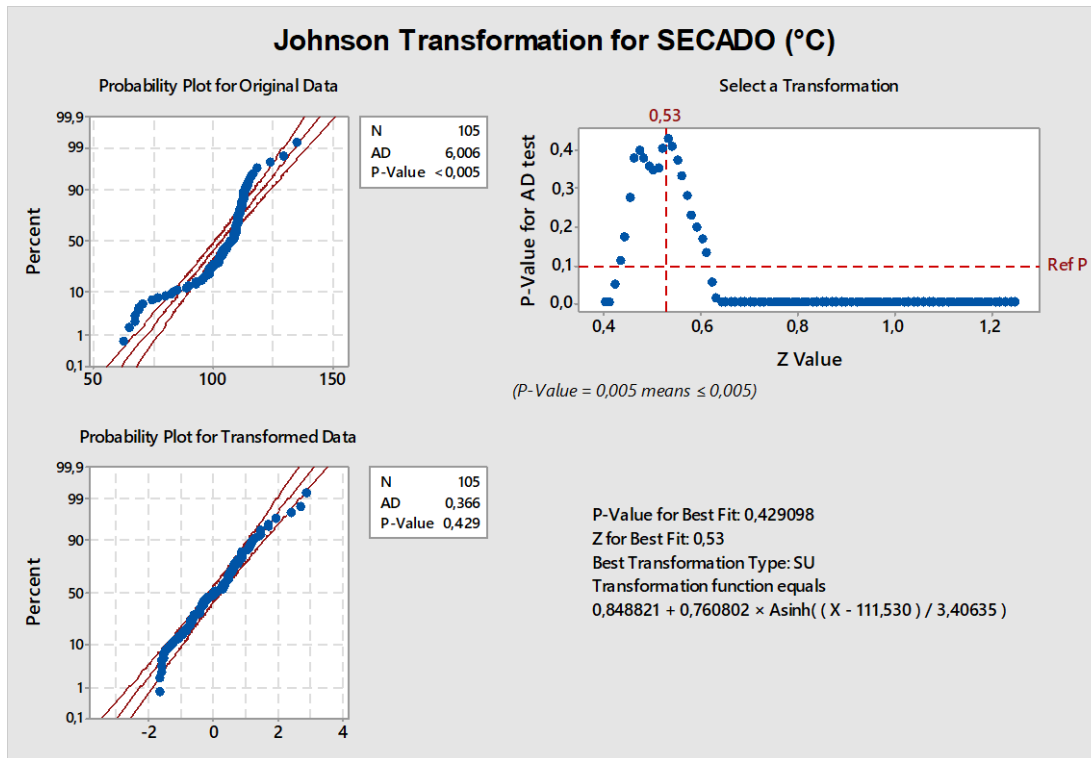 Johnson Transformation for SECADO (°C)
Probability Plot for Original Data
99,9
99
90
50
10
1
0,1
Percent
50
100
150
N 105
AD 6,006
P-Value <0,005
Select a Transformation
0,53
0,4
0,3
0,2
0,1
0,0
P-Value for AD test
Ref P
0,4
0,6
0,8
1,0
1,2
Z Value
(P-Value = 0,005 means ≤ 0,005)
Probability Plot for Transformed Data
99,9
99
90
50
10
1
0,1
Percent
-2
0
2
4
N 105
AD 0,366
P-Value 0,429
P-Value for Best Fit: 0,429098
Z for Best Fit: 0,53
Best Transformation Type: SU
Transformation function equals
0,848821 + 0,760802 × Asinh( ( X - 111,530 ) / 3,40635 )